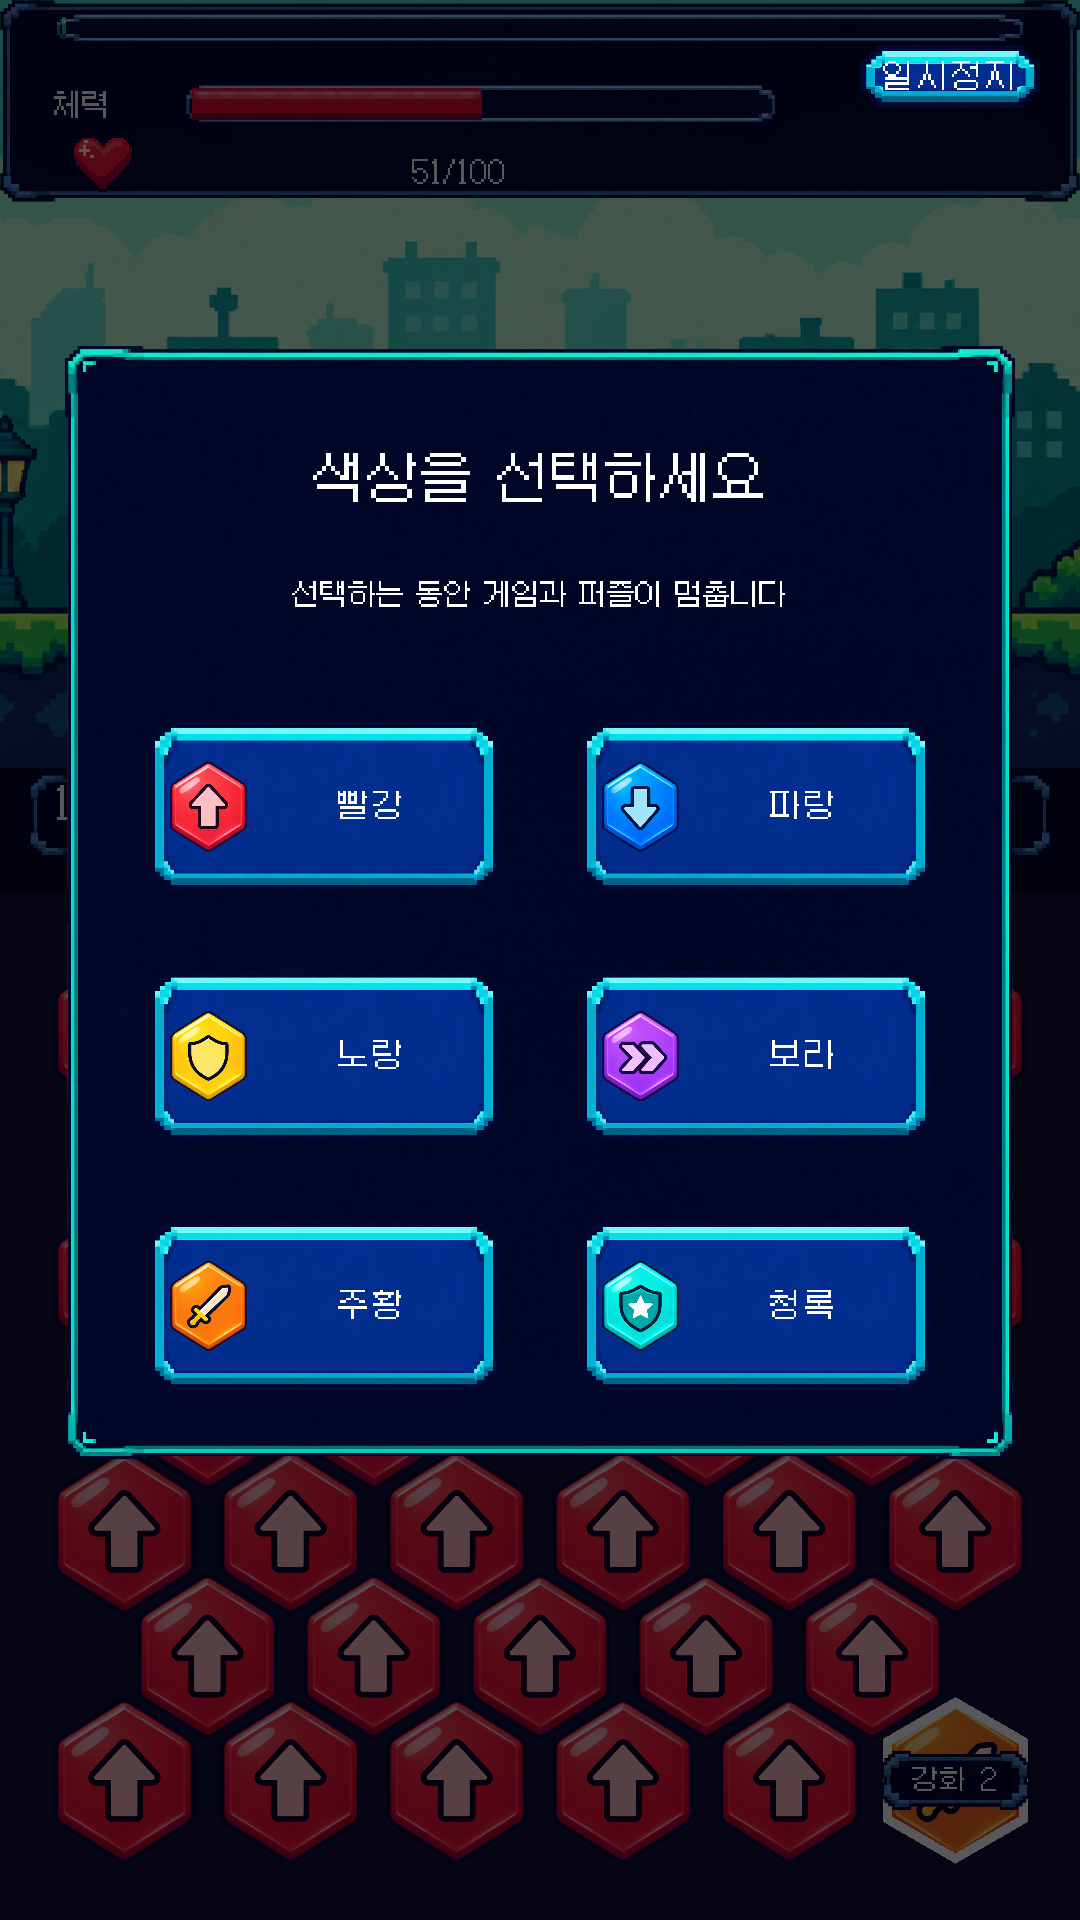 일시정지
체력
51/100
색상을 선택하세요
선택하는 동안 게임과 퍼즐이 멈춥니다
빨강
파랑
노랑
보라
주황
청록
강화 2